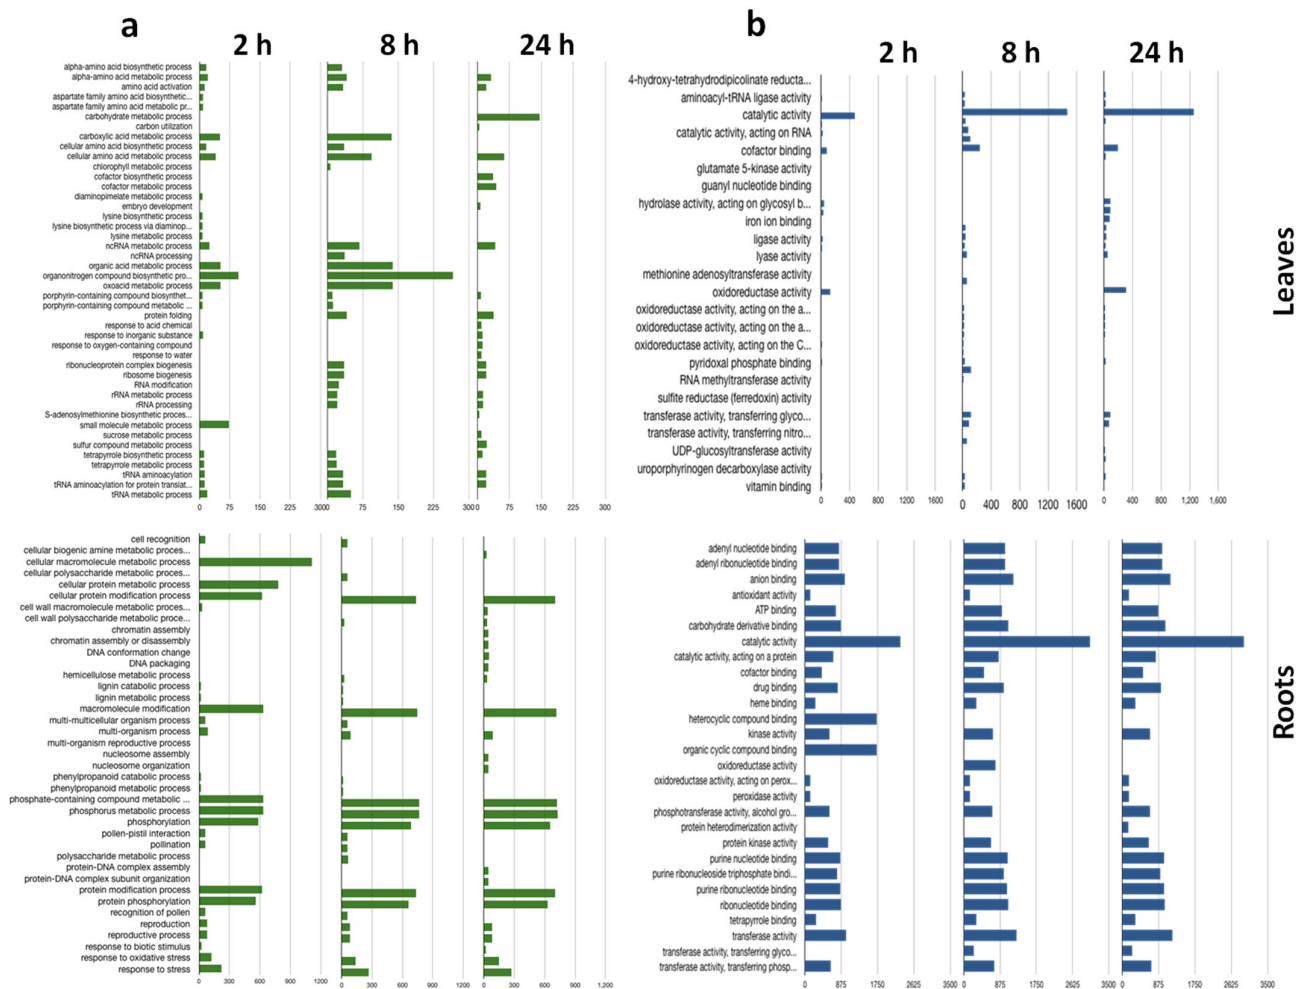 a
b
2 h
8 h
24 h
2 h
8 h
24 h
alpha-amino acid biosynthetic process
alpha-amino acid metabolic process
amino acid activation
aspartate family amino acid biosynthetic...
aspartate family amino acid metabolic pr...
carbohydrate metabolic process
carbon utilization
carboxylic acid metabolic process
cellular amino acid biosynthetic process
cellular amino acid metabolic process
chlorophyll metabolic process
cofactor biosynthetic process
cofactor metabolic process
diaminopimelate metabolic process
embryo development
lysine biosynthetic process
lysine biosynthetic process via diaminop...
lysine metabolic process
ncRNA metabolic process
ncRNA processing
organic acid metabolic process
organonitrogen compound biosynthetic pro...
oxoacid metabolic process
porphyrin-containing compound biosynthet...
porphyrin-containing compound metabolic ...
protein folding
response to acid chemical
response to inorganic substance
response to oxygen-containing compound
response to water
ribonucleoprotein complex biogenesis
ribosome biogenesis
RNA modification
rRNA metabolic process
rRNA processing
S-adenosylmethionine biosynthetic proces...
small molecule metabolic process
sucrose metabolic process
sulfur compound metabolic process
tetrapyrrole biosynthetic process
tetrapyrrole metabolic process
tRNA aminoacylation
tRNA aminoacylation for protein translat...
tRNA metabolic process
0 75 150 225 3000 75 150 225 3000 75 150 225 300
4-hydroxy-tetrahydrodipicolinate reducta...
aminoacyl-tRNA ligase activity
catalytic activity
catalytic activity, acting on RNA
cofactor binding
glutamate 5-kinase activity
guanyl nucleotide binding
hydrolase activity, acting on glycosyl b...
iron ion binding
ligase activity
lyase activity
methionine adenosyltransferase activity
oxidoreductase activity
oxidoreductase activity, acting on the a...
oxidoreductase activity, acting on the a...
oxidoreductase activity, acting on the C...
pyridoxal phosphate binding
RNA methyltransferase activity
sulfite reductase (ferredoxin) activity
transferase activity, transferring glyco...
transferase activity, transferring nitro...
UDP-glucosyltransferase activity
uroporphyrinogen decarboxylase activity
vitamin binding
0 400 800 1200 1600 0 400 800 1200 1600 0 400 800 1,200 1,600
Leaves
cell recognition
cellular biogenic amine metabolic proces...
cellular macromolecule metabolic process
cellular polysaccharide metabolic proces...
cellular protein metabolic process
cellular protein modification process
cell wall macromolecule metabolic proces...
cell wall polysaccharide metabolic proce...
chromatin assembly
chromatin assembly or disassembly
DNA conformation change
DNA packaging
hemicellulose metabolic process
lignin catabolic process
lignin metabolic process
macromolecule modification
multi-multicellular organism process
multi-organism process
multi-organism reproductive process
nucleosome assembly
nucleosome organization
phenylpropanoid catabolic process
phenylpropanoid metabolic process
phosphate-containing compound metabolic ...
phosphorus metabolic process
phosphorylation
pollen-pistil interaction
pollination
polysaccharide metabolic process
protein-DNA complex assembly
protein-DNA complex subunit organization
protein modification process
protein phosphorylation
recognition of pollen
reproduction
reproductive process
response to biotic stimulus
response to oxidative stress
response to stress
0 300 600 900 1200 0 300 600 900 1200 0 300 600 900 1200
adenyl nucleotide binding
adenyl ribonucleotide binding
anion binding
antioxidant activity
ATP binding
carbohydrate derivative binding
catalytic activity
catalytic activity, acting on a protein
cofactor binding
drug binding
heme binding
heterocyclic compound binding
kinase activity
organic cyclic compound binding
oxidoreductase activity
oxidoreductase activity, acting on perox...
peroxidase activity
phosphotransferase activity, alcohol gro...
protein heterodimerization activity
protein kinase activity
purine nucleotide binding
purine ribonucleoside triphosphate bindi...
purine ribonucleotide binding
ribonucleotide binding
tetrapyrrole binding
transferase activity
transferase activity, transferring glyco...
transferase activity, transferring phosp...
0 875 1750 2625 3500 0 875 1750 2625 3500 0 875 1750 2625 3500
Roots